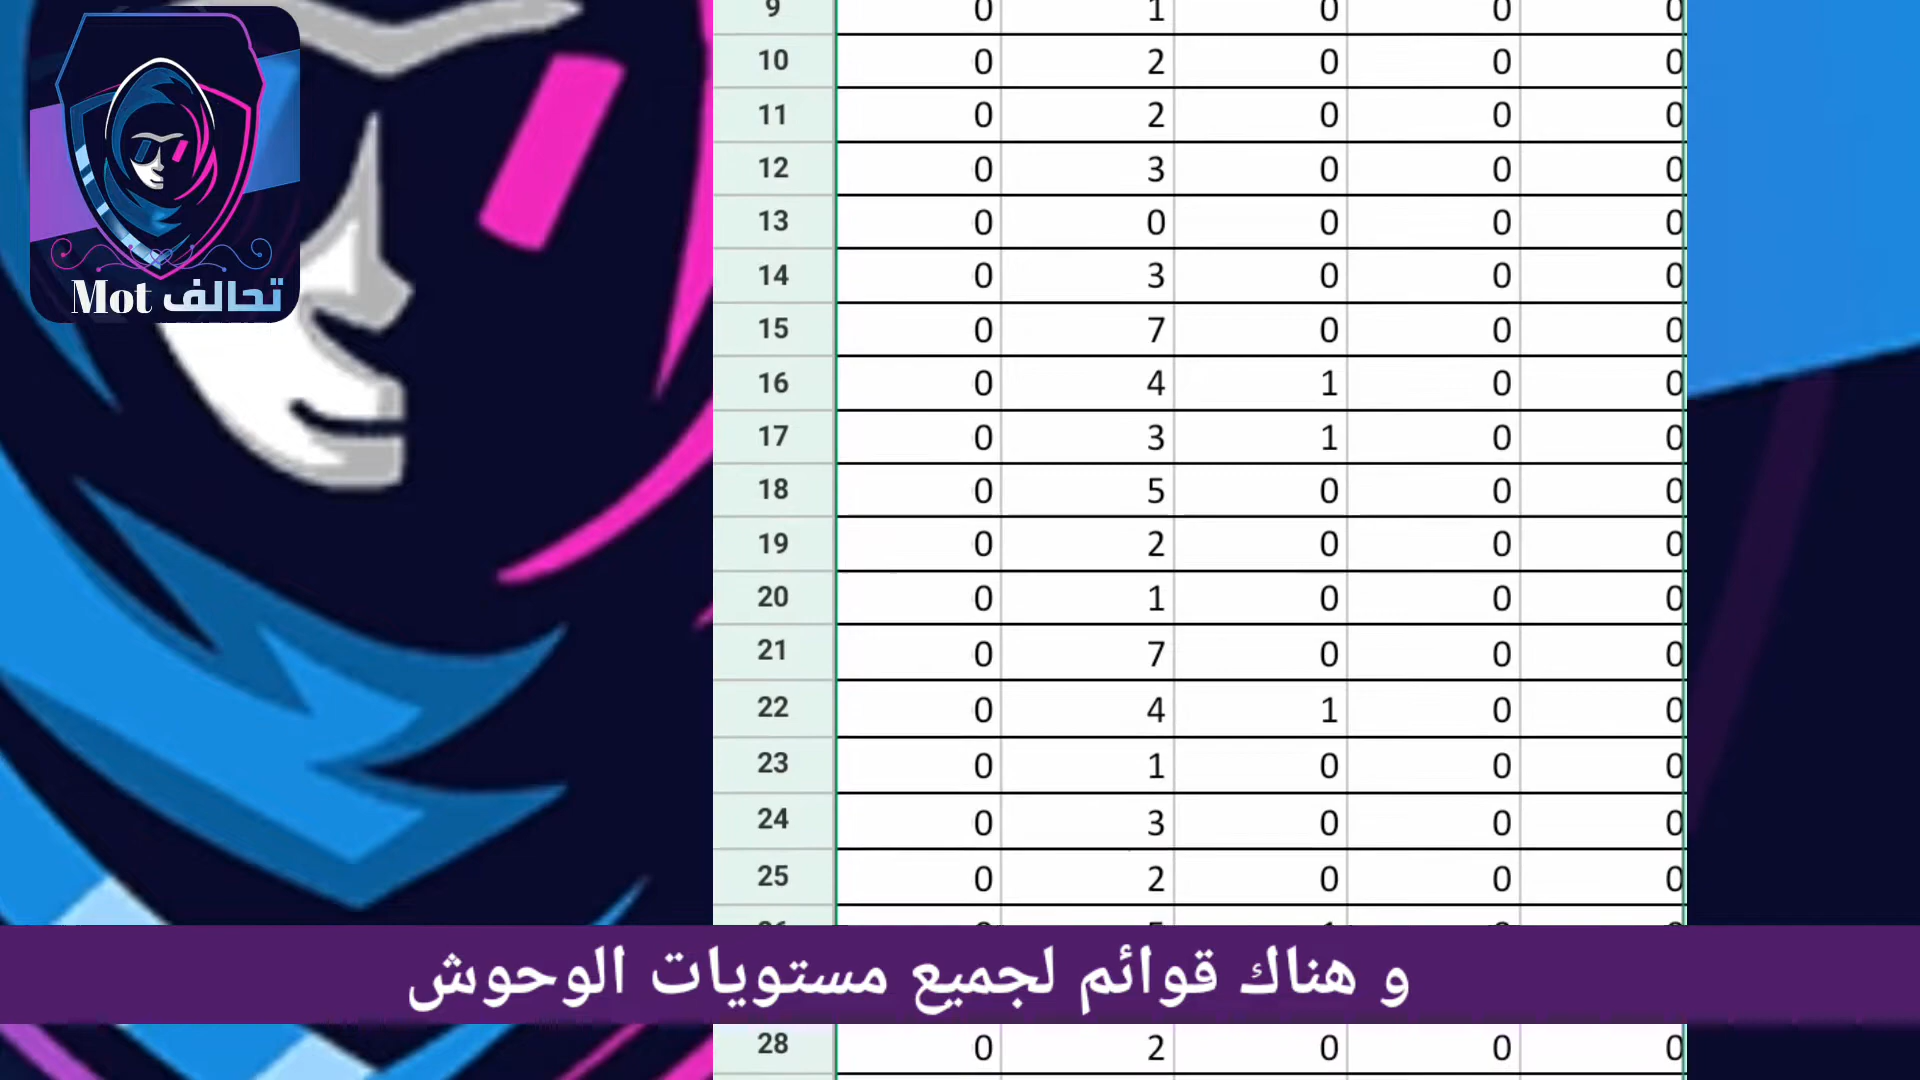 9 0 1 0 0 0
10 0 2 0 0 0
11 0 2 0 0 0
12 0 3 0 0 0
13 0 0 0 0 0
14 0 3 0 0 0
15 0 7 0 0 0
16 0 4 1 0 0
17 0 3 1 0 0
18 0 5 0 0 0
19 0 2 0 0 0
20 0 1 0 0 0
21 0 7 0 0 0
22 0 4 1 0 0
23 0 1 0 0 0
24 0 3 0 0 0
25 0 2 0 0 0
و هناك قوائم لجميع مستويات الوحوش
28 0 2 0 0 0
تحالف Mot